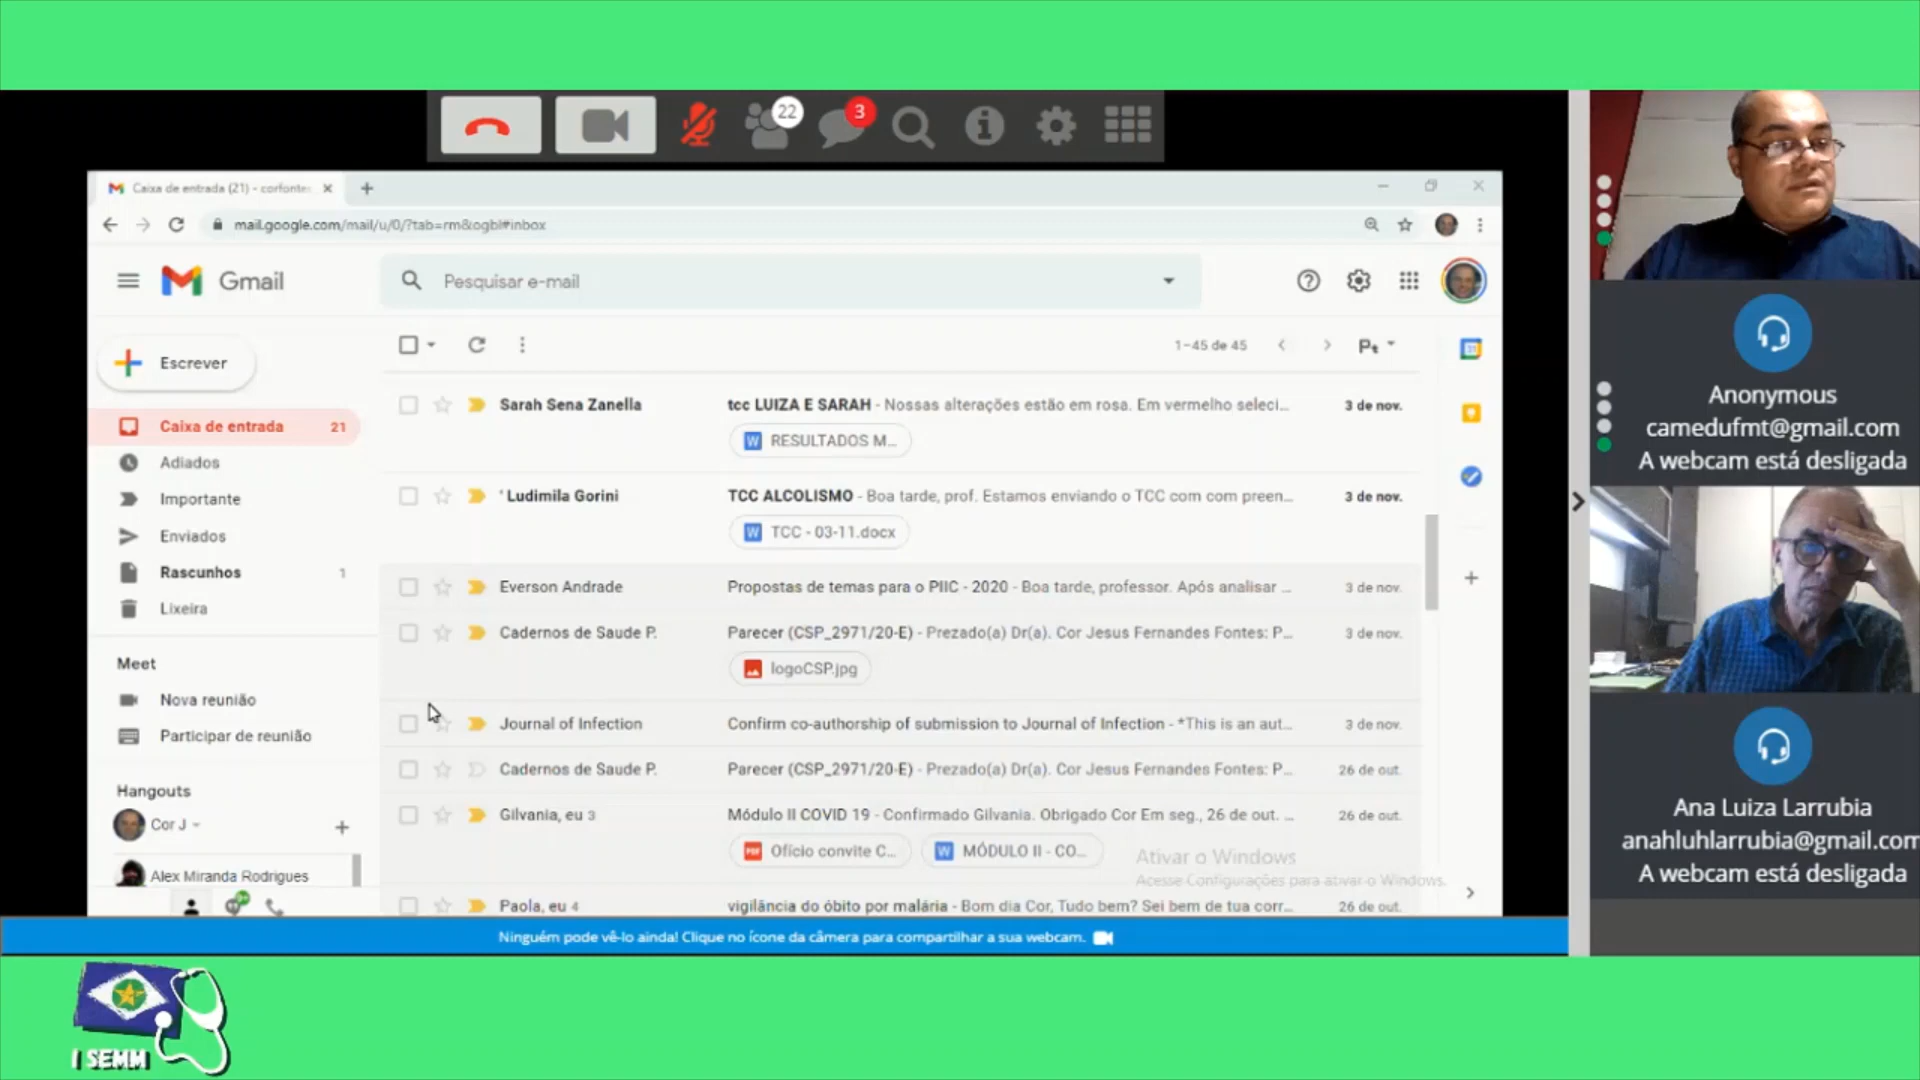 22
3
Caixa de entrada (21) - corfontes
mail.google.com/mail/u/0/?tab=rm&ogbl#inbox
Gmail
Pesquisar e-mail
Escrever
1–45 de 45
Pt
Caixa de entrada 21
Adiados
Importante
Enviados
Rascunhos 1
Lixeira
Meet
Nova reunião
Participar de reunião
Hangouts
Cor J
Alex Miranda Rodrigues
Sarah Sena Zanella tcc LUIZA E SARAH - Nossas alterações estão em rosa. Em vermelho seleci... 3 de nov.
RESULTADOS M...
' Ludimila Gorini TCC ALCOLISMO - Boa tarde, prof. Estamos enviando o TCC com com preen... 3 de nov.
TCC - 03-11.docx
Everson Andrade Propostas de temas para o PIIC - 2020 - Boa tarde, professor. Após analisar ... 3 de nov.
Cadernos de Saude P. Parecer (CSP_2971/20-E) - Prezado(a) Dr(a). Cor Jesus Fernandes Fontes: P... 3 de nov.
logoCSP.jpg
Journal of Infection Confirm co-authorship of submission to Journal of Infection - *This is an aut... 3 de nov.
Cadernos de Saude P. Parecer (CSP_2971/20-E) - Prezado(a) Dr(a). Cor Jesus Fernandes Fontes: P... 26 de out.
Gilvania, eu 3 Módulo II COVID 19 - Confirmado Gilvania. Obrigado Cor Em seg., 26 de out. ... 26 de out.
PDF Ofício convite C... MÓDULO II - CO...
Paola, eu 4 vigilância do óbito por malária - Bom dia Cor, Tudo bem? Sei bem de tua corr... 26 de out.
Ativar o Windows
Acesse Configurações para ativar o Windows.
Ninguém pode vê-lo ainda! Clique no ícone da câmera para compartilhar a sua webcam.
Anonymous
camedufmt@gmail.com
A webcam está desligada
Ana Luiza Larrubia
anahluhlarrubia@gmail.com
A webcam está desligada
I SEMM